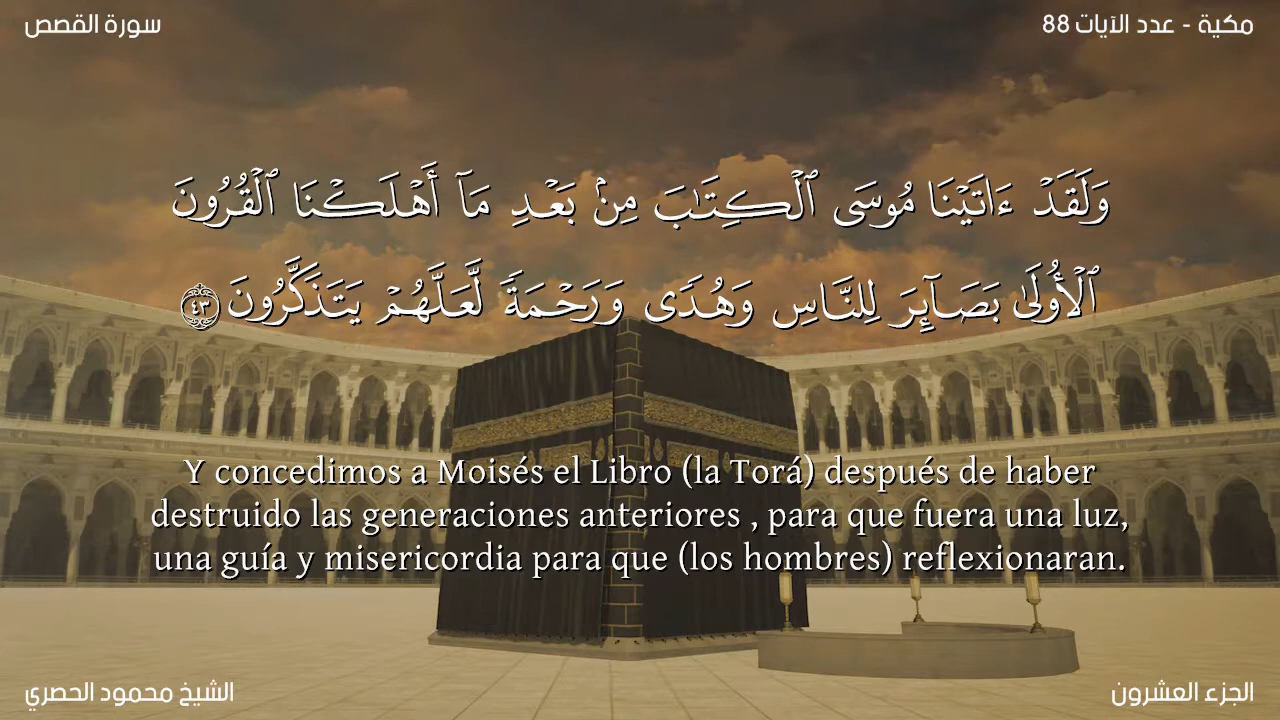 سورة القصص
مكية - عدد الآيات 88
وَلَقَدْ ءَاتَيْنَا مُوسَى ٱلْكِتَٰبَ مِنۢ بَعْدِ مَآ أَهْلَكْنَا ٱلْقُرُونَ
ٱلْأُولَىٰ بَصَآئِرَ لِلنَّاسِ وَهُدًى وَرَحْمَةً لَّعَلَّهُمْ يَتَذَكَّرُونَ ٤٣
Y concedimos a Moisés el Libro (la Torá) después de haber
destruido las generaciones anteriores , para que fuera una luz,
una guía y misericordia para que (los hombres) reflexionaran.
الشيخ محمود الحصري
الجزء العشرون